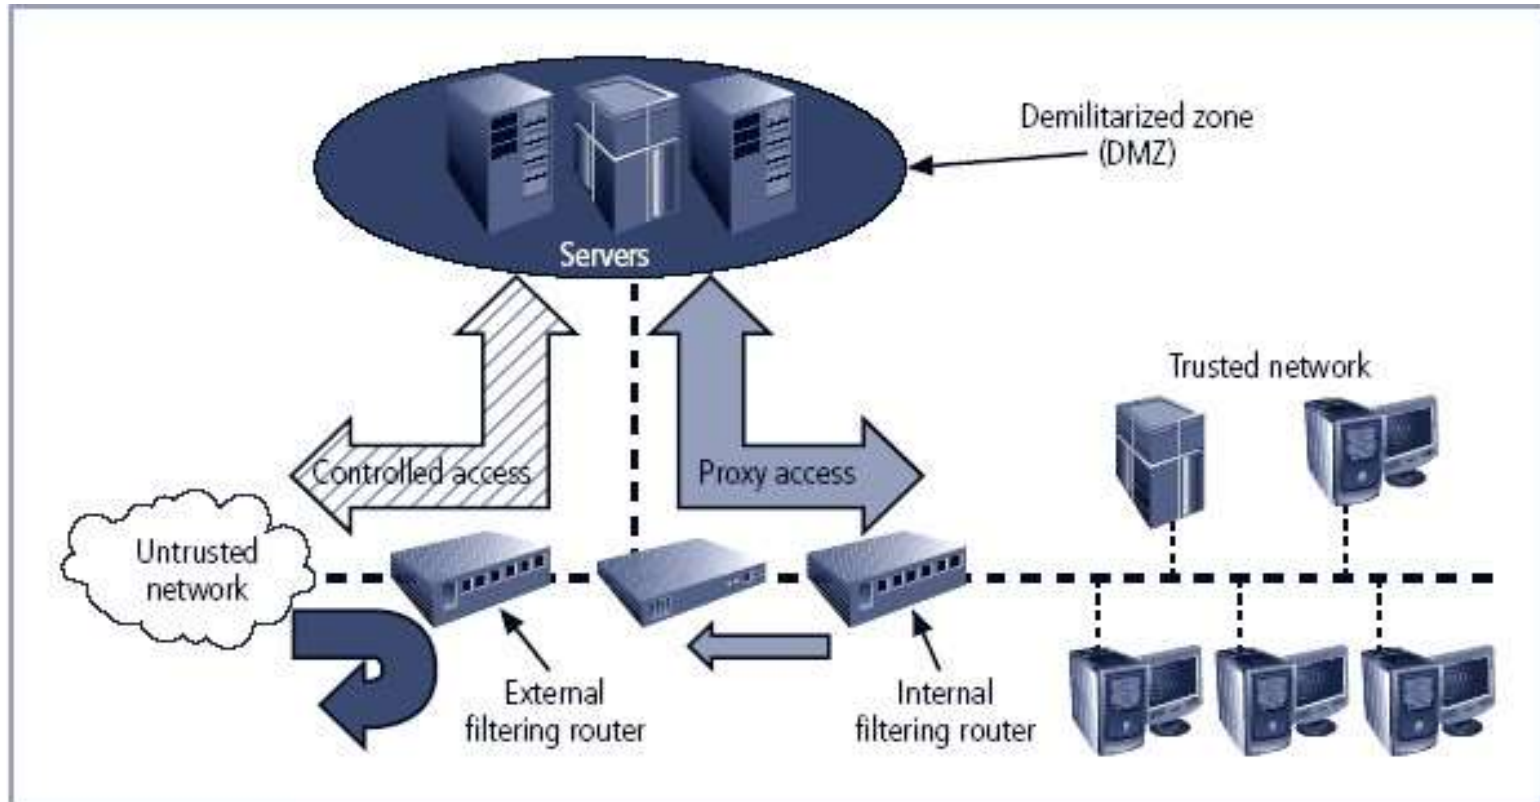 Demilitarized zone
(DMZ)
Servers
Trusted network
Controlled access
Proxy access
Untrusted
network
External
filtering router
Internal
filtering router